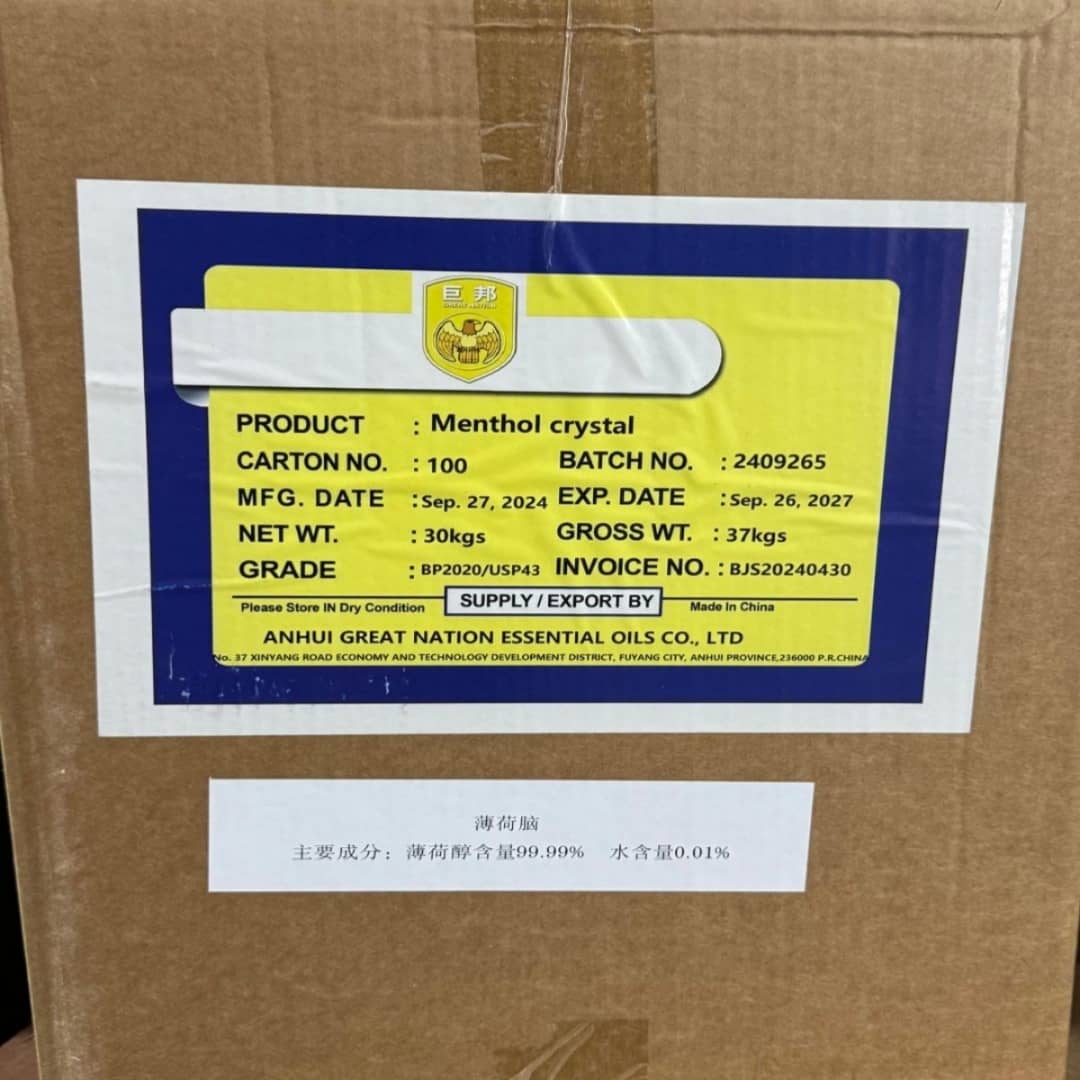 巨邦
GREAT NATION
PRODUCT : Menthol crystal
CARTON NO. : 100 BATCH NO. : 2409265
MFG. DATE : Sep. 27, 2024 EXP. DATE : Sep. 26, 2027
NET WT. : 30kgs GROSS WT. : 37kgs
GRADE : BP2020/USP43 INVOICE NO. : BJS20240430
Please Store IN Dry Condition SUPPLY / EXPORT BY Made In China
ANHUI GREAT NATION ESSENTIAL OILS CO., LTD
No. 37 XINYANG ROAD ECONOMY AND TECHNOLOGY DEVELOPMENT DISTRICT, FUYANG CITY, ANHUI PROVINCE,236000 P.R.CHINA
薄荷脑
主要成分：薄荷醇含量99.99% 水含量0.01%